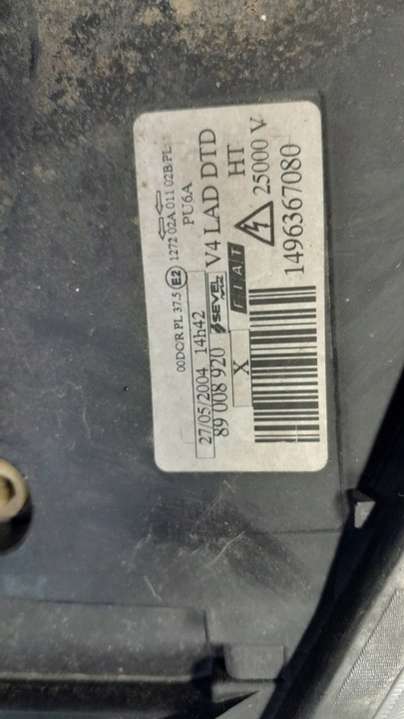 00DC/R PL 37.5 E2 1272 02A 011 02B PL
PU6A
27/05/2004 14h42
89 008 920 SEVEL V4 LAD DTD
X FIAT HT
25000 V
1496367080